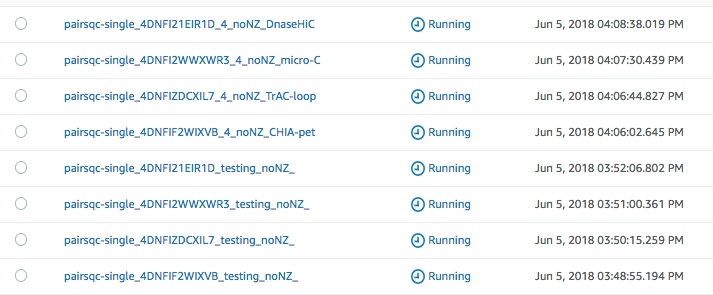 pairsqc-single_4DNFI21EIR1D_4_noNZ_DnaseHiC Running Jun 5, 2018 04:08:38.019 PM
pairsqc-single_4DNFI2WWXWR3_4_noNZ_micro-C Running Jun 5, 2018 04:07:30.439 PM
pairsqc-single_4DNFIZDCXIL7_4_noNZ_TrAC-loop Running Jun 5, 2018 04:06:44.827 PM
pairsqc-single_4DNFIF2WIXVB_4_noNZ_CHIA-pet Running Jun 5, 2018 04:06:02.645 PM
pairsqc-single_4DNFI21EIR1D_testing_noNZ_ Running Jun 5, 2018 03:52:06.802 PM
pairsqc-single_4DNFI2WWXWR3_testing_noNZ_ Running Jun 5, 2018 03:51:00.361 PM
pairsqc-single_4DNFIZDCXIL7_testing_noNZ_ Running Jun 5, 2018 03:50:15.259 PM
pairsqc-single_4DNFIF2WIXVB_testing_noNZ_ Running Jun 5, 2018 03:48:55.194 PM